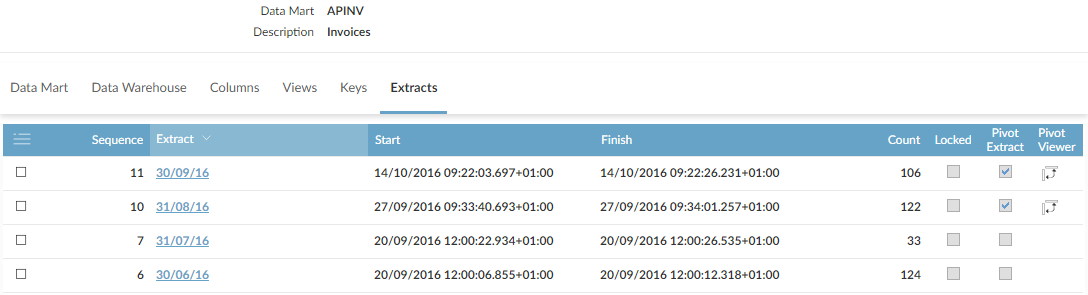 Data Mart APINV
Description Invoices
Data Mart Data Warehouse Columns Views Keys Extracts
Sequence Extract Start Finish Count Locked Pivot Extract Pivot Viewer
11 30/09/16 14/10/2016 09:22:03.697+01:00 14/10/2016 09:22:26.231+01:00 106
10 31/08/16 27/09/2016 09:33:40.693+01:00 27/09/2016 09:34:01.257+01:00 122
7 31/07/16 20/09/2016 12:00:22.934+01:00 20/09/2016 12:00:26.535+01:00 33
6 30/06/16 20/09/2016 12:00:06.855+01:00 20/09/2016 12:00:12.318+01:00 124